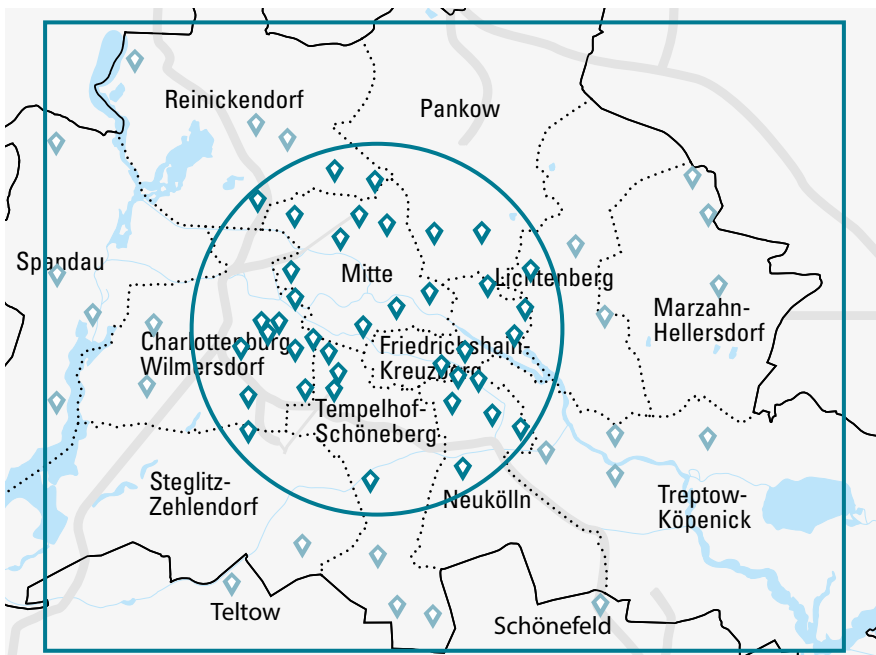 Reinickendorf
Pankow
Spandau
Mitte
Lichtenberg
Marzahn-
Hellersdorf
Charlottenburg
Wilmersdorf
Friedrichshain-
Kreuzberg
Tempelhof-
Schöneberg
Steglitz-
Zehlendorf
Neukölln
Treptow-
Köpenick
Teltow
Schönefeld